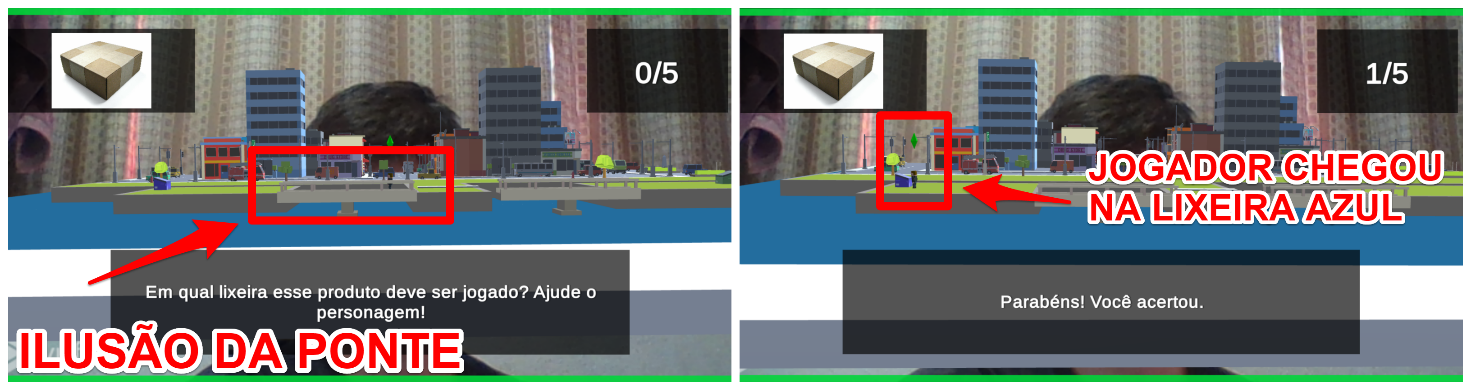 0/5
Em qual lixeira esse produto deve ser jogado? Ajude o
personagem!
ILUSÃO DA PONTE
1/5
JOGADOR CHEGOU
NA LIXEIRA AZUL
Parabéns! Você acertou.